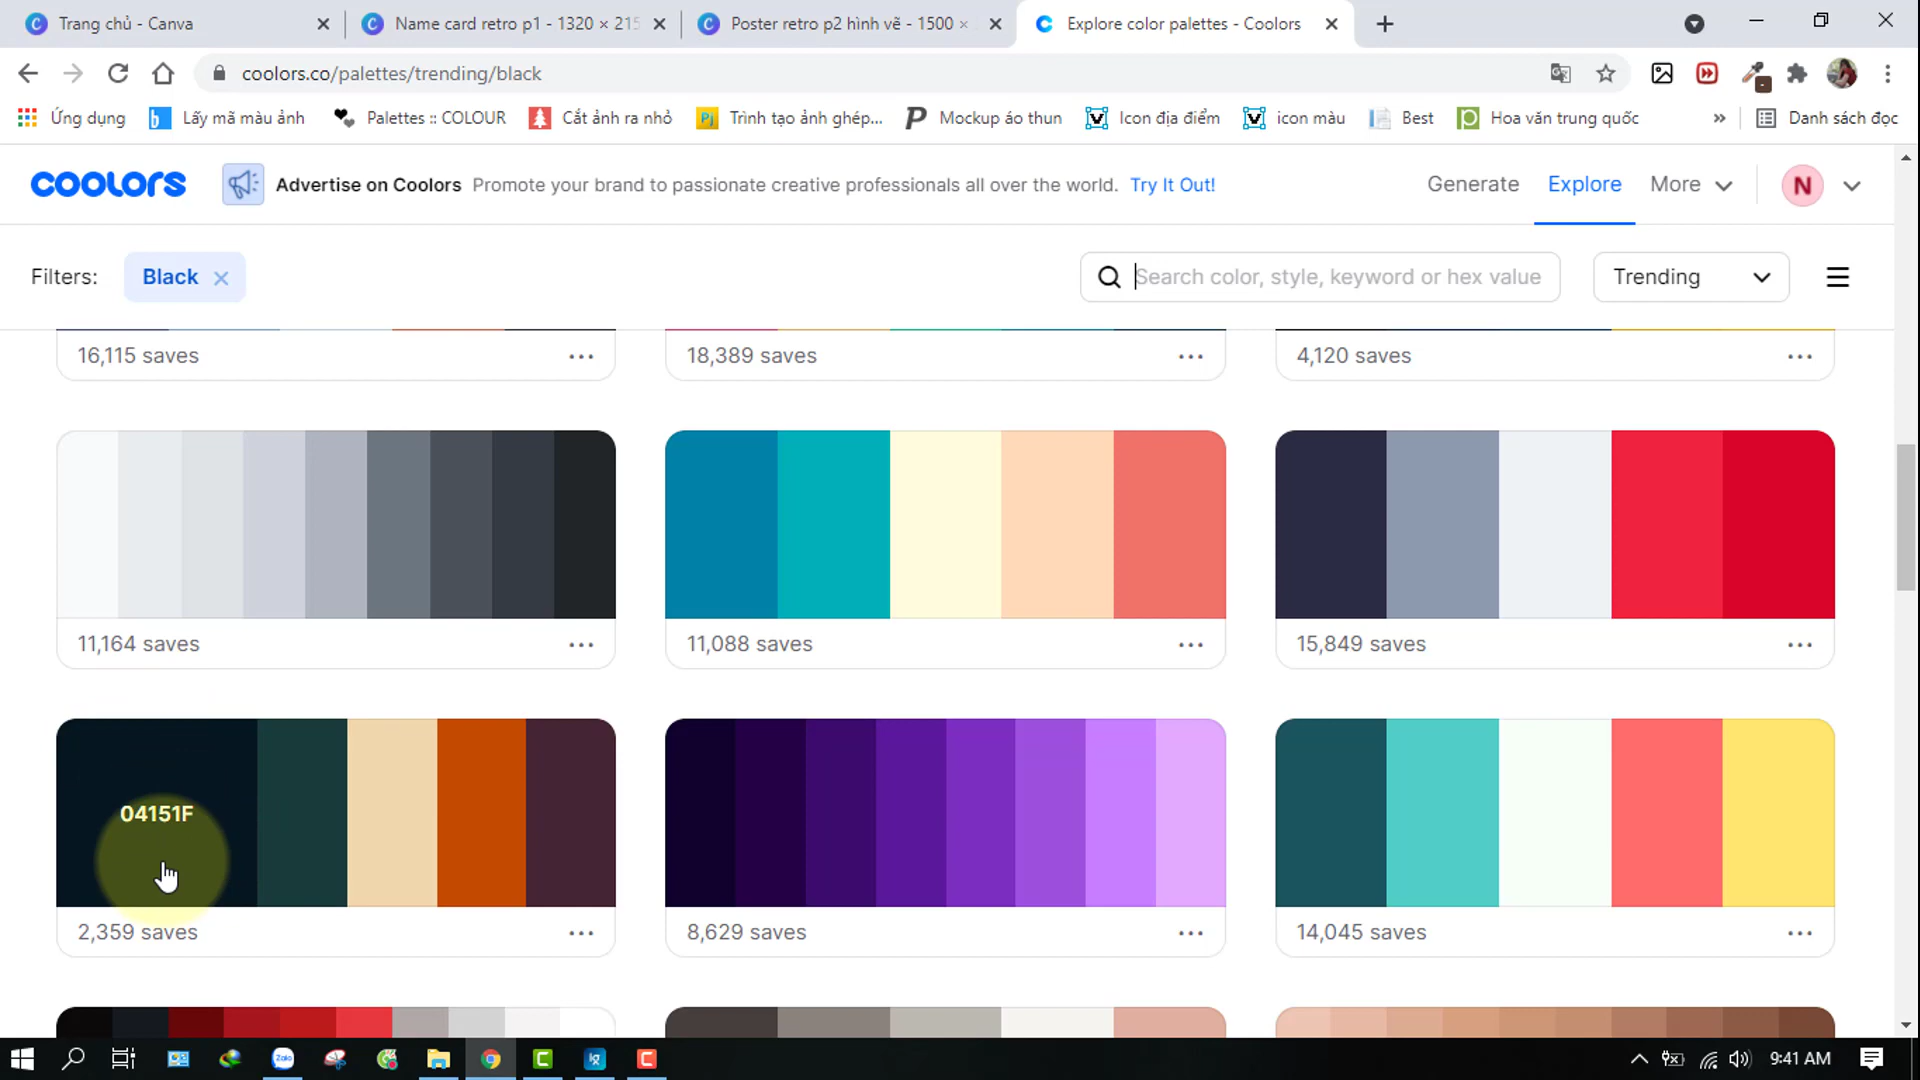 Trang chủ - Canva
Name card retro p1 - 1320 × 215
Poster retro p2 hình vẽ - 1500 ×
Explore color palettes - Coolors
coolors.co/palettes/trending/black
Ứng dụng
Lấy mã màu ảnh
Palettes :: COLOUR
Cắt ảnh ra nhỏ
Trình tạo ảnh ghép...
Mockup áo thun
Icon địa điểm
icon màu
Best
Hoa văn trung quốc
»
Danh sách đọc
coolors
Advertise on Coolors Promote your brand to passionate creative professionals all over the world. Try It Out!
Generate
Explore
More
N
Filters:
Black
Search color, style, keyword or hex value
Trending
16,115 saves
18,389 saves
4,120 saves
11,164 saves
11,088 saves
15,849 saves
04151F
2,359 saves
8,629 saves
14,045 saves
Zalo
9:41 AM